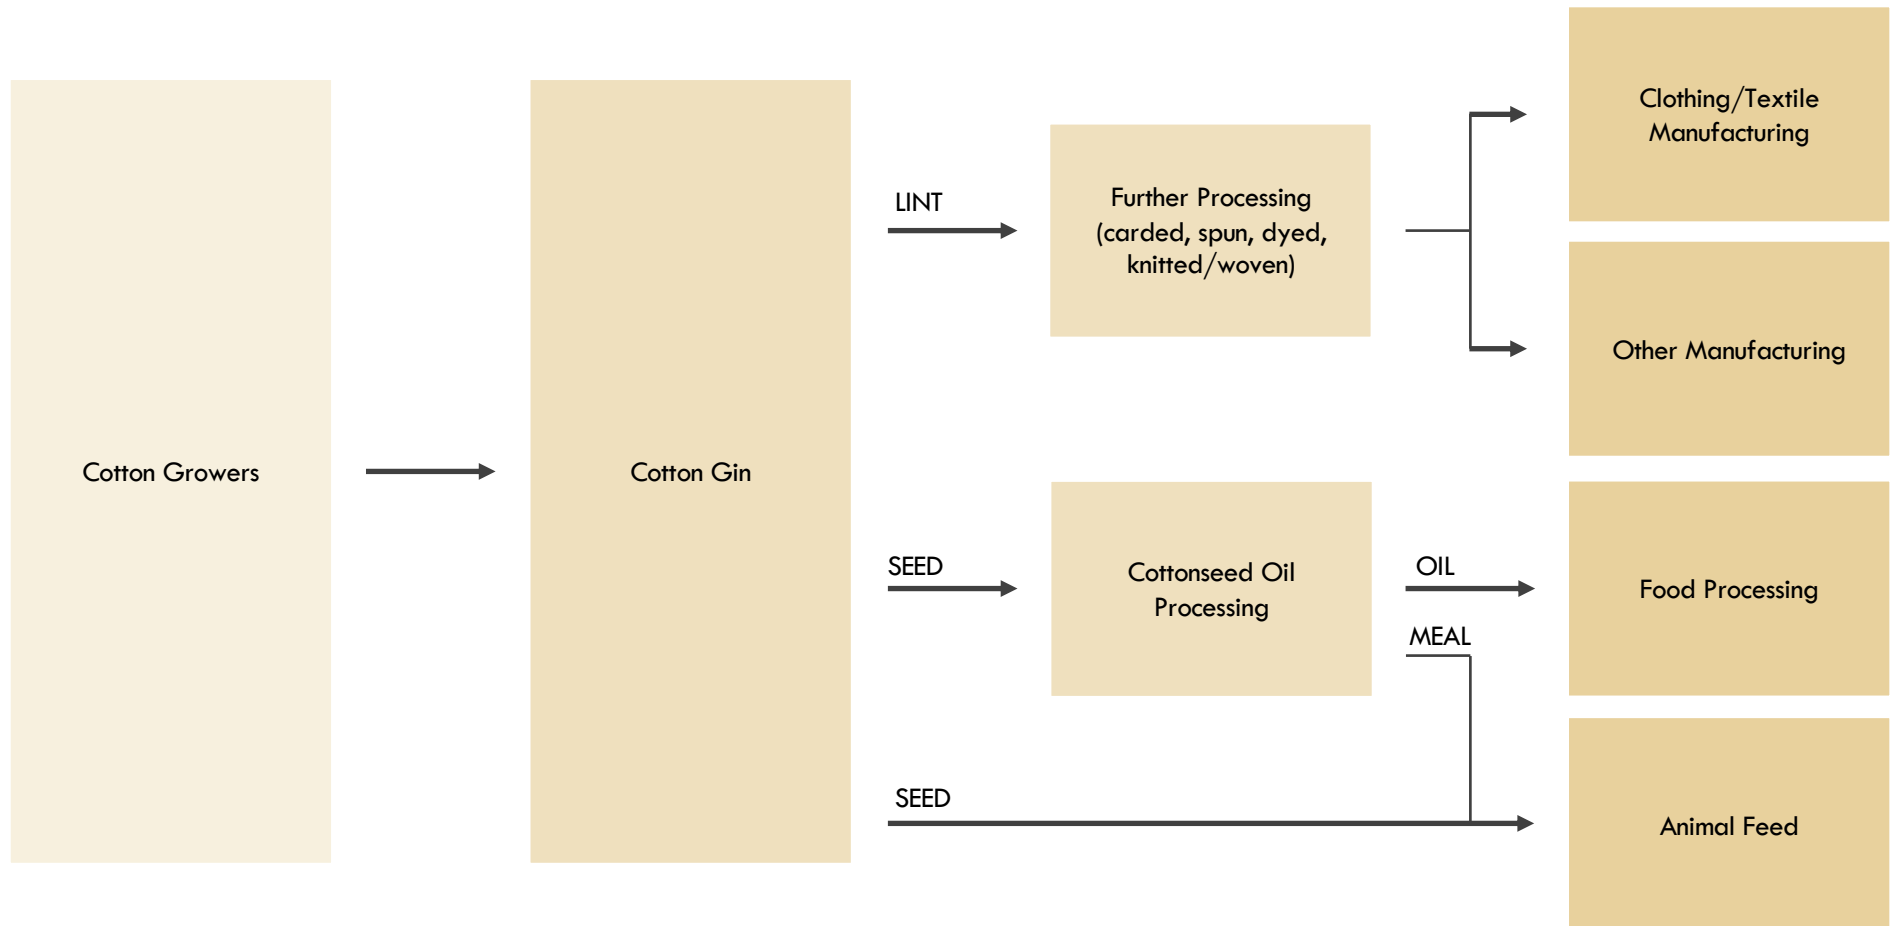 Cotton Growers
Cotton Gin
LINT
Further Processing
(carded, spun, dyed,
knitted/woven)
Clothing/Textile
Manufacturing
Other Manufacturing
SEED
Cottonseed Oil
Processing
OIL
MEAL
Food Processing
SEED
Animal Feed